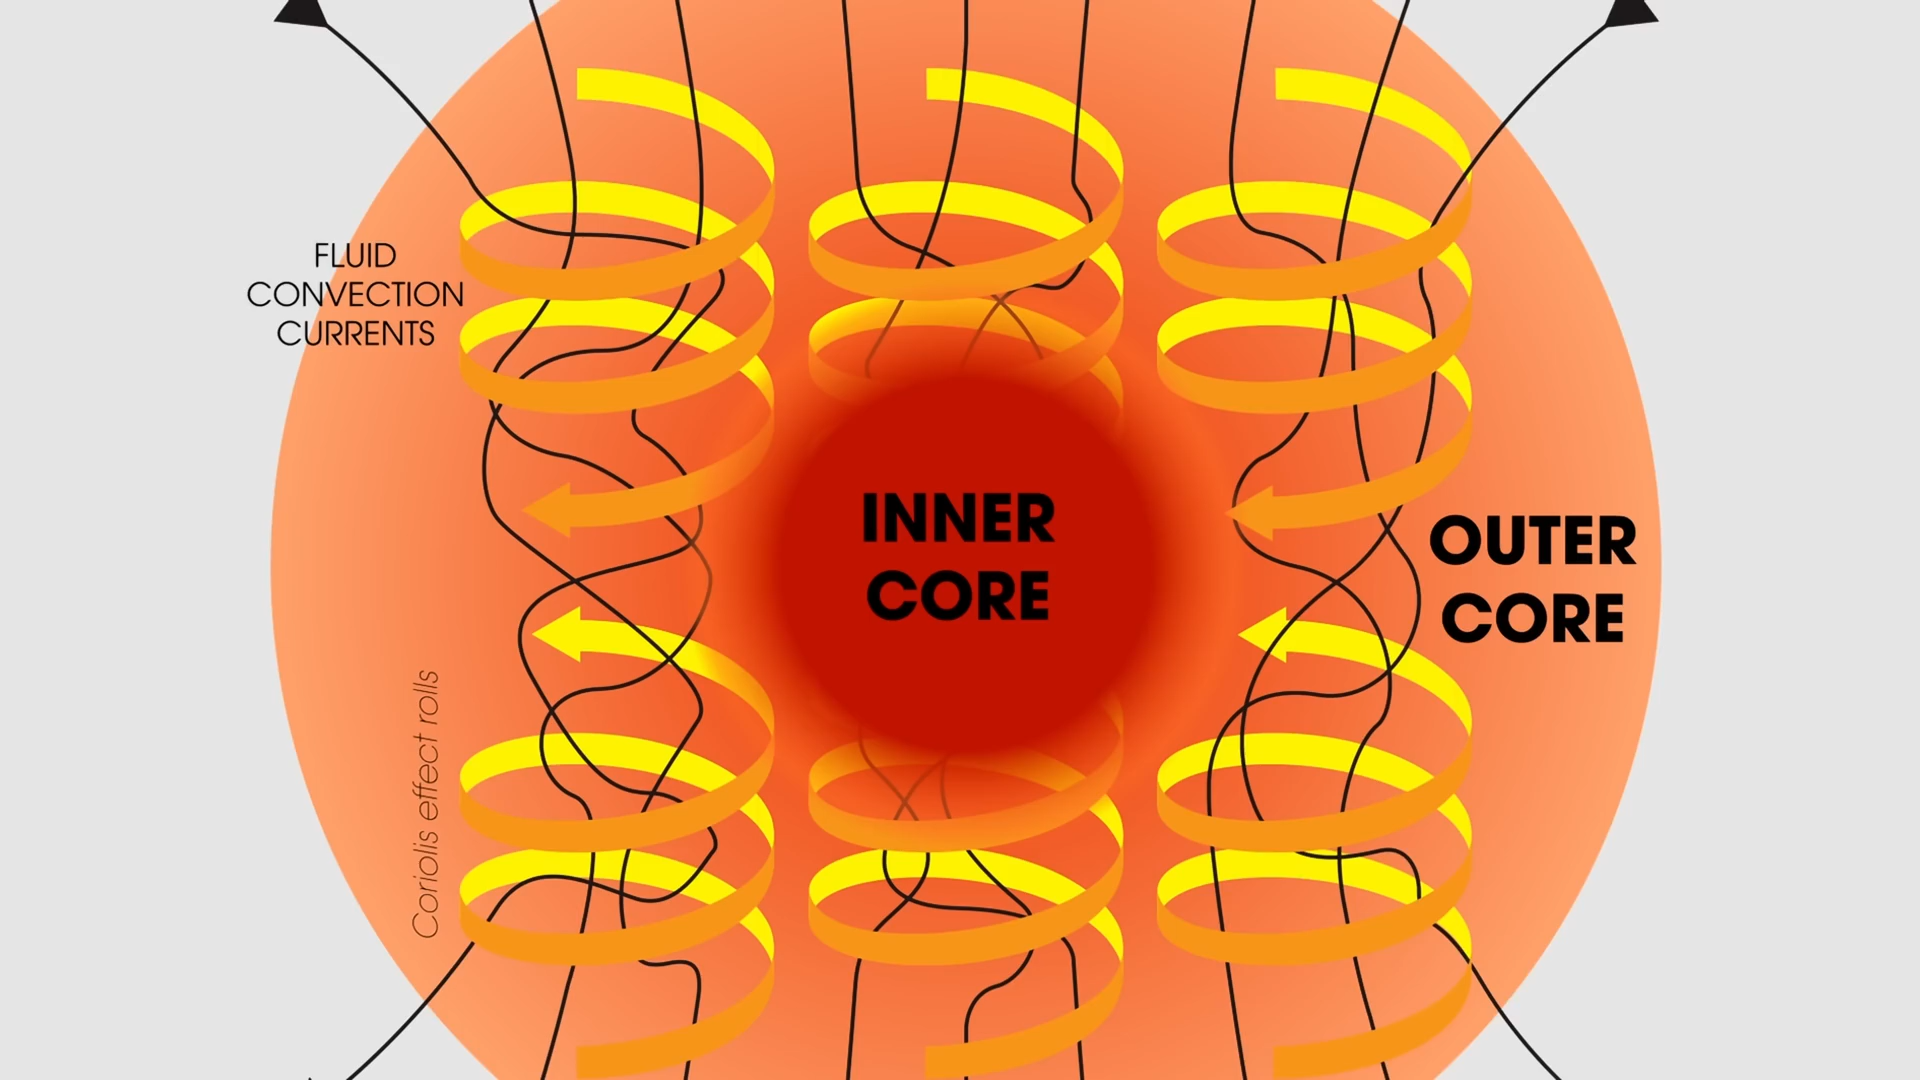 FLUID
CONVECTION
CURRENTS
INNER
CORE
OUTER
CORE
Coriolis effect rolls